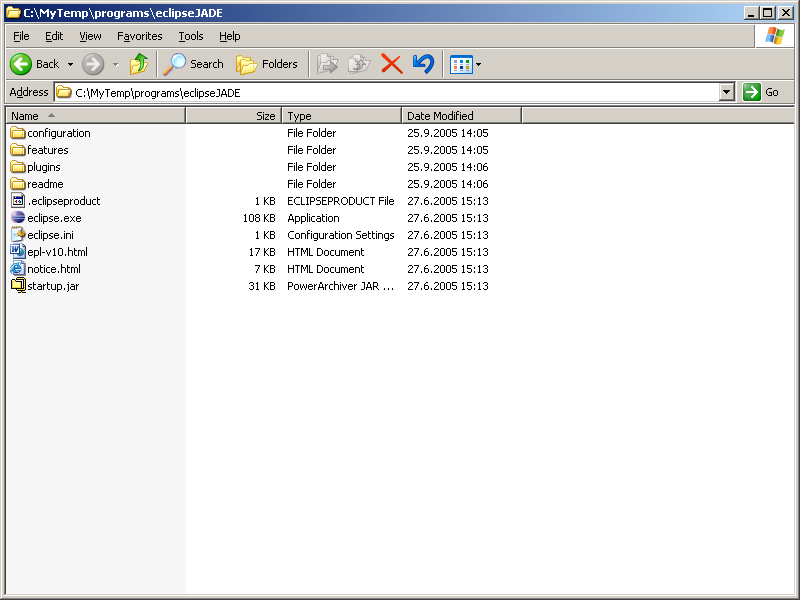 C:\MyTemp\programs\eclipseJADE
File Edit View Favorites Tools Help
Back Search Folders
Address C:\MyTemp\programs\eclipseJADE Go
Name Size Type Date Modified
configuration File Folder 25.9.2005 14:05
features File Folder 25.9.2005 14:05
plugins File Folder 25.9.2005 14:06
readme File Folder 25.9.2005 14:06
.eclipseproduct 1 KB ECLIPSEPRODUCT File 27.6.2005 15:13
eclipse.exe 108 KB Application 27.6.2005 15:13
eclipse.ini 1 KB Configuration Settings 27.6.2005 15:13
epl-v10.html 17 KB HTML Document 27.6.2005 15:13
notice.html 7 KB HTML Document 27.6.2005 15:13
startup.jar 31 KB PowerArchiver JAR ... 27.6.2005 15:13